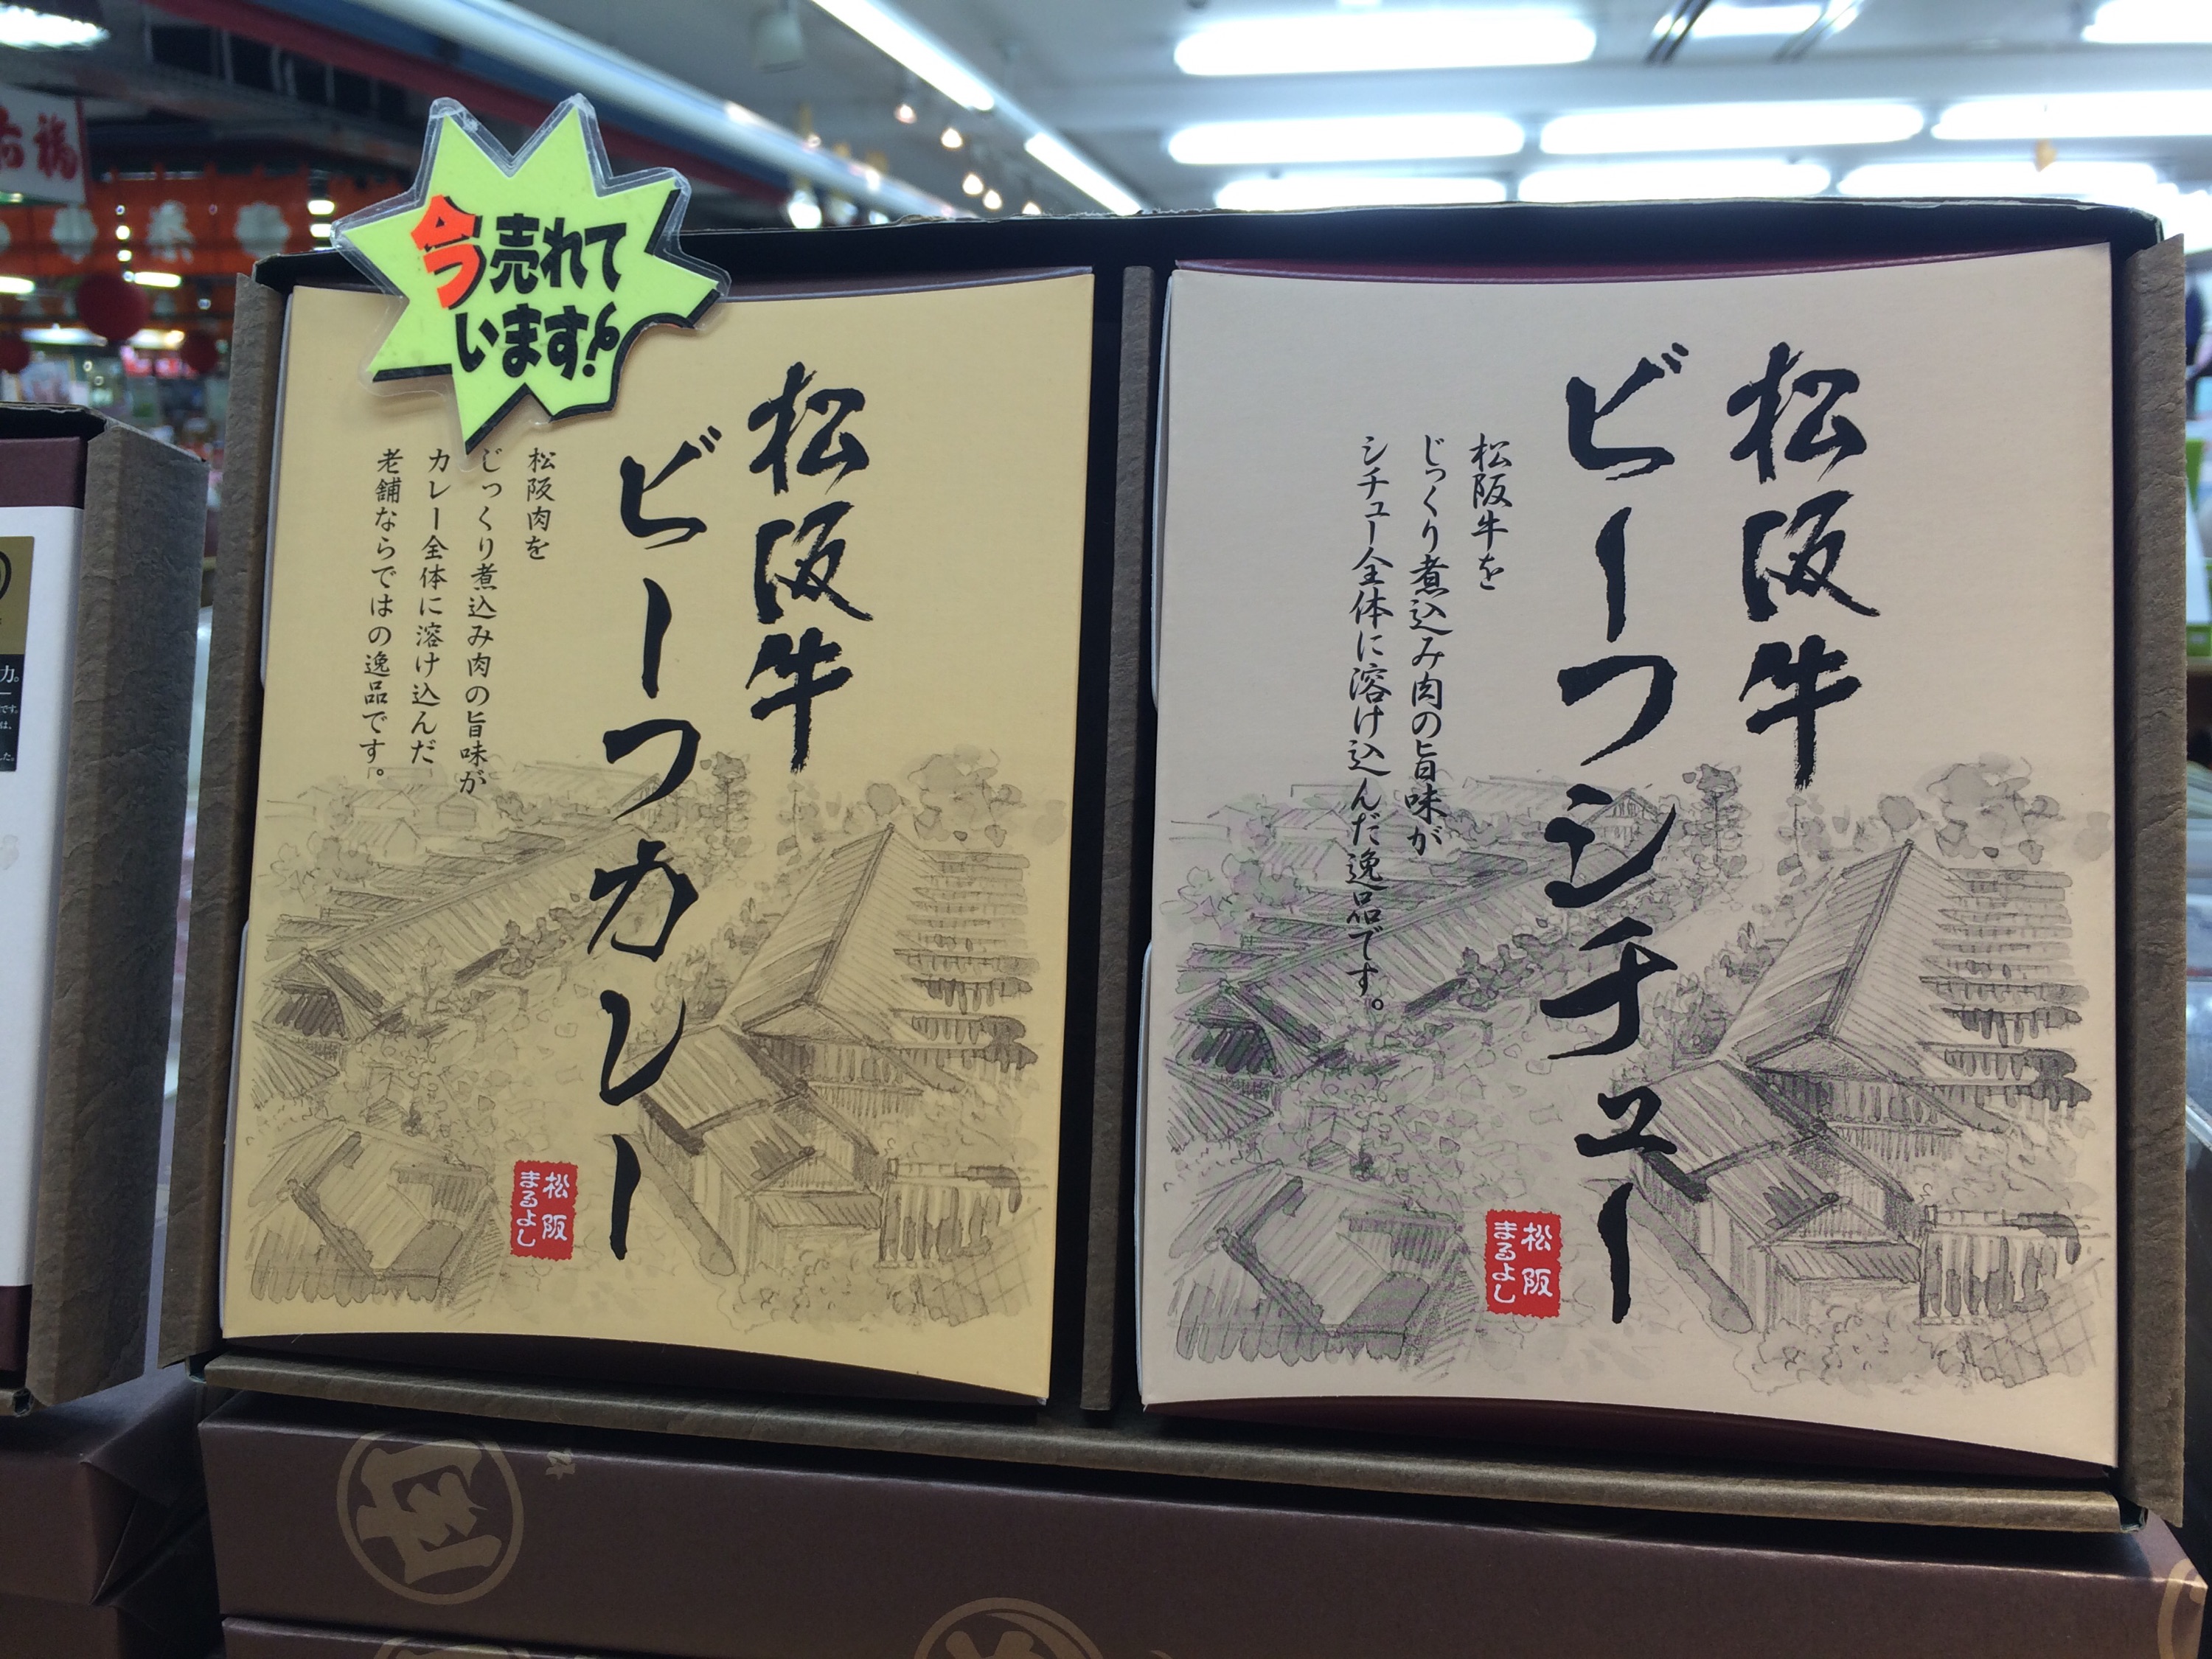 今売れて
います!
松阪牛
ビーフカレー
松阪肉を
じっくり煮込み肉の旨味が
カレー全体に溶け込んだ
老舗ならではの逸品です。
松阪
まるよし
松阪牛
ビーフシチュー
松阪牛を
じっくり煮込み肉の旨味が
シチュー全体に溶け込んだ逸品です。
松阪
まるよし